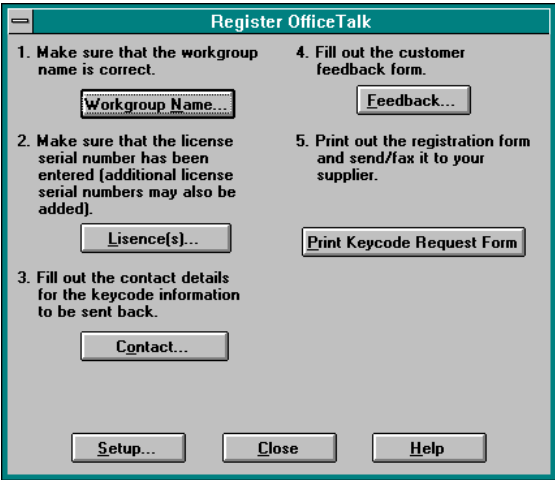 Register OfficeTalk
1. Make sure that the workgroup
name is correct.
Workgroup Name...
2. Make sure that the license
serial number has been
entered (additional license
serial numbers may also be
added).
Lisence(s)...
3. Fill out the contact details
for the keycode information
to be sent back.
Contact...
4. Fill out the customer
feedback form.
Feedback...
5. Print out the registration form
and send/fax it to your
supplier.
Print Keycode Request Form
Setup...
Close
Help